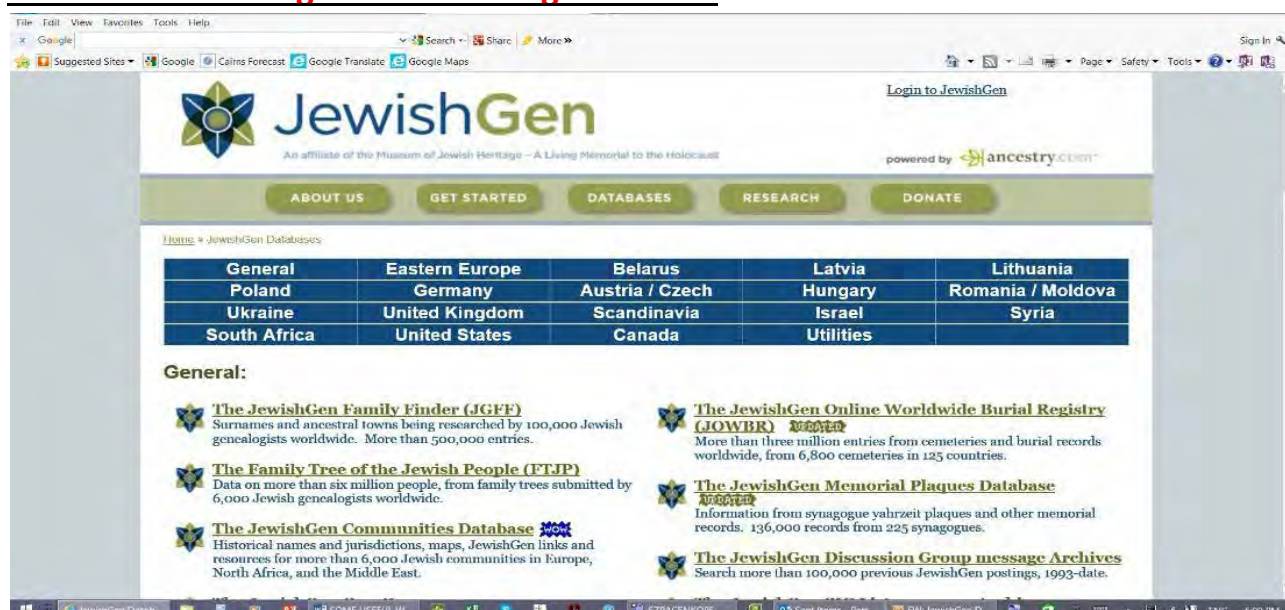 File Edit View Favorites Tools Help
x Google Search Share More »
Sign In
Suggested Sites Google Cairns Forecast Google Translate Google Maps
Page Safety Tools
JewishGen
An affiliate of the Museum of Jewish Heritage – A Living Memorial to the Holocaust
Login to JewishGen
powered by ancestry.com
ABOUT US GET STARTED DATABASES RESEARCH DONATE
Home » JewishGen Databases
General Eastern Europe Belarus Latvia Lithuania
Poland Germany Austria / Czech Hungary Romania / Moldova
Ukraine United Kingdom Scandinavia Israel Syria
South Africa United States Canada Utilities
General:
The JewishGen Family Finder (JGFF)
Surnames and ancestral towns being researched by 100,000 Jewish
genealogists worldwide. More than 500,000 entries.
The Family Tree of the Jewish People (FTJP)
Data on more than six million people, from family trees submitted by
6,000 Jewish genealogists worldwide.
The JewishGen Communities Database WOW
Historical names and jurisdictions, maps, JewishGen links and
resources for more than 6,000 Jewish communities in Europe,
North Africa, and the Middle East.
The JewishGen Online Worldwide Burial Registry
(JOWBR) UPDATED
More than three million entries from cemeteries and burial records
worldwide, from 6,800 cemeteries in 125 countries.
The JewishGen Memorial Plaques Database
UPDATED
Information from synagogue yahrzeit plaques and other memorial
records. 136,000 records from 225 synagogues.
The JewishGen Discussion Group message Archives
Search more than 100,000 previous JewishGen postings, 1993-date.